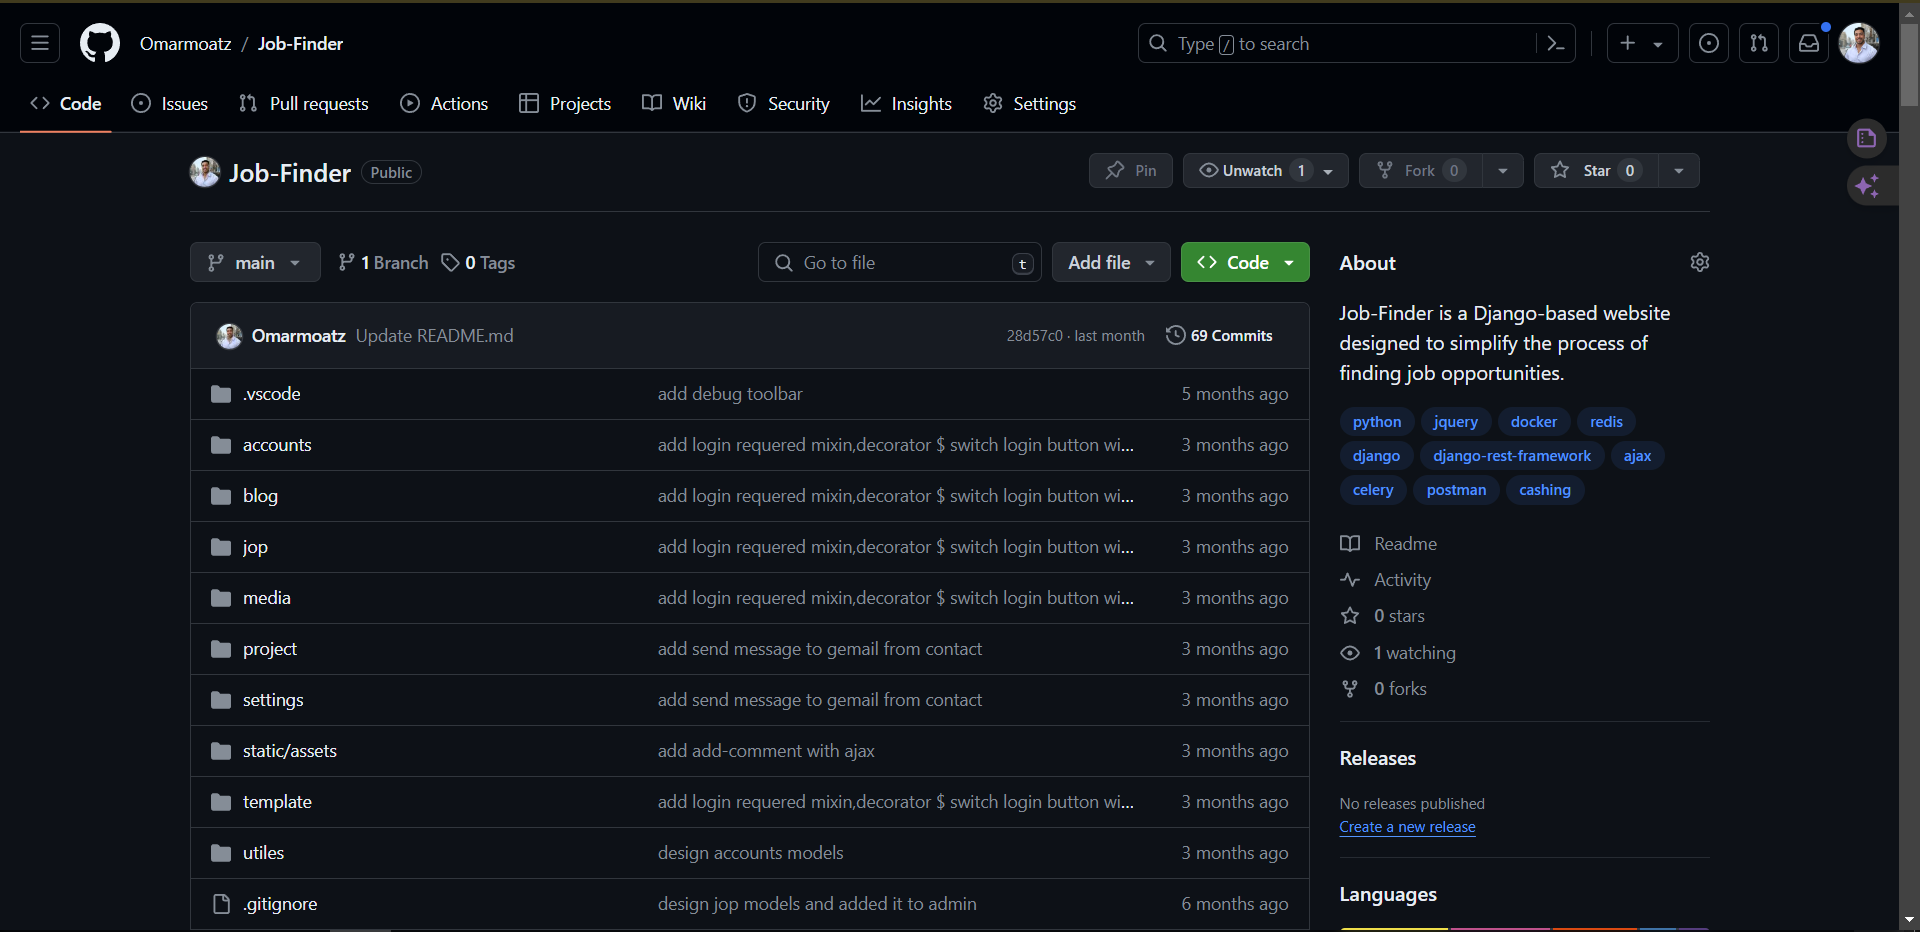 Omarmoatz / Job-Finder
Type / to search
Code Issues Pull requests Actions Projects Wiki Security Insights Settings
Job-Finder Public
Pin Unwatch 1 Fork 0 Star 0
main 1 Branch 0 Tags Go to file t Add file Code
Omarmoatz Update README.md 28d57c0 · last month 69 Commits
.vscode add debug toolbar 5 months ago
accounts add login requered mixin,decorator $ switch login button wi... 3 months ago
blog add login requered mixin,decorator $ switch login button wi... 3 months ago
jop add login requered mixin,decorator $ switch login button wi... 3 months ago
media add login requered mixin,decorator $ switch login button wi... 3 months ago
project add send message to gemail from contact 3 months ago
settings add send message to gemail from contact 3 months ago
static/assets add add-comment with ajax 3 months ago
template add login requered mixin,decorator $ switch login button wi... 3 months ago
utiles design accounts models 3 months ago
.gitignore design jop models and added it to admin 6 months ago
About
Job-Finder is a Django-based website
designed to simplify the process of
finding job opportunities.
python jquery docker redis
django django-rest-framework ajax
celery postman cashing
Readme
Activity
0 stars
1 watching
0 forks
Releases
No releases published
Create a new release
Languages